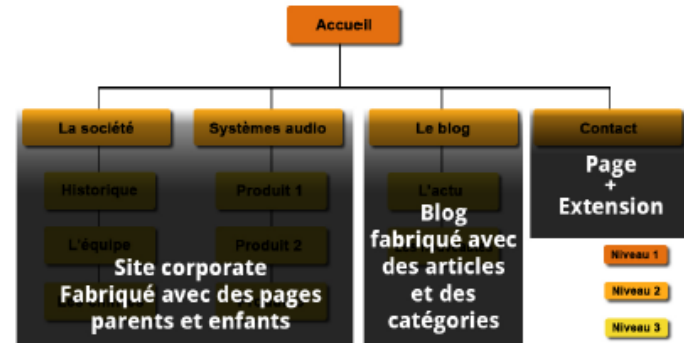 Accueil
La société
Systèmes audio
Le blog
Contact
Historique
Produit 1
L'actu
L'équipe
Produit 2
Site corporate
Fabriqué avec des pages
parents et enfants
Blog
fabriqué avec
des articles
et des
catégories
Page
+
Extension
Niveau 1
Niveau 2
Niveau 3